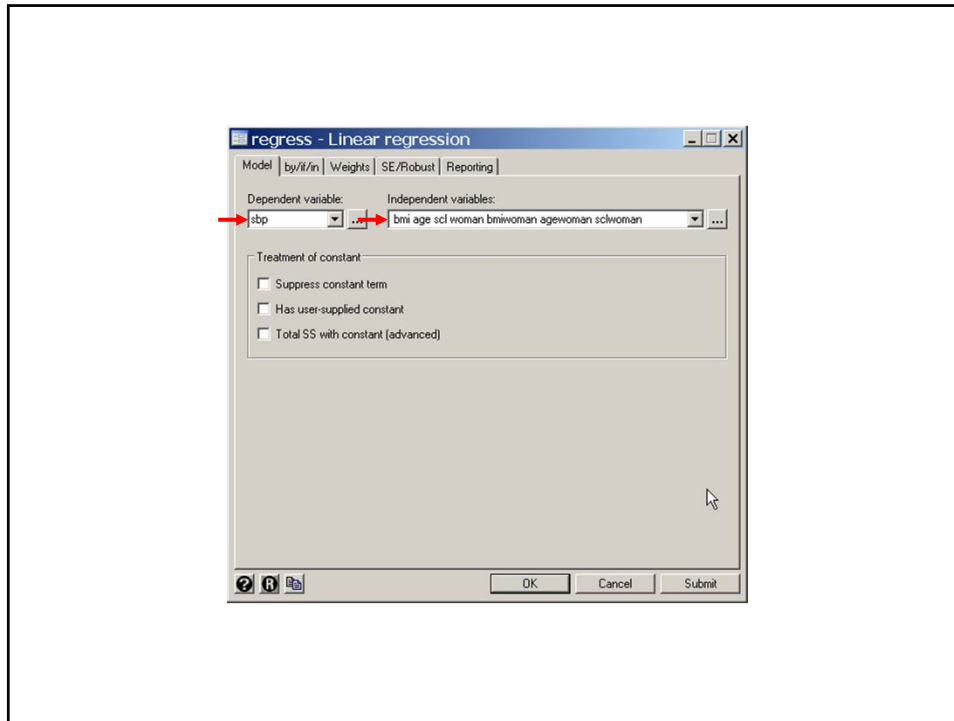 regress - Linear regression
Model by/if/in Weights SE/Robust Reporting
Dependent variable: Independent variables:
sbp ... bmi age scl woman bmiwoman agewoman sclwoman ...
Treatment of constant
Suppress constant term
Has user-supplied constant
Total SS with constant (advanced)
? R OK Cancel Submit